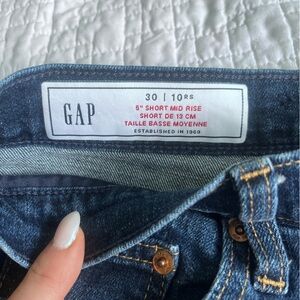 GAP
30 | 10RS
5" SHORT MID RISE
SHORT DE 13 CM
TAILLE BASSE MOYENNE
ESTABLISHED IN 1969